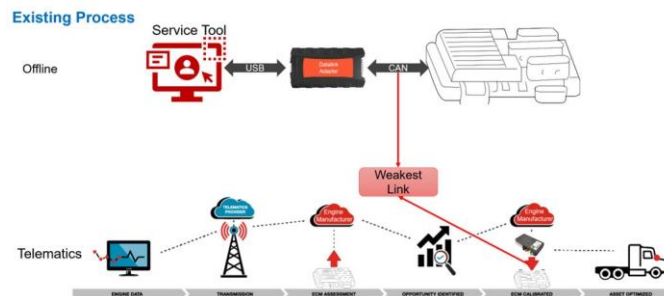 Existing Process
Service Tool
Offline
USB
Datalink
Adapter
CAN
Weakest
Link
TELEMATICS
PROVIDER
Engine
Manufacturer
Engine
Manufacturer
Telematics
ENGINE DATA
TRANSMISSION
ECM ASSESSMENT
OPPORTUNITY IDENTIFIED
ECM CALIBRATED
ASSET OPTIMIZED